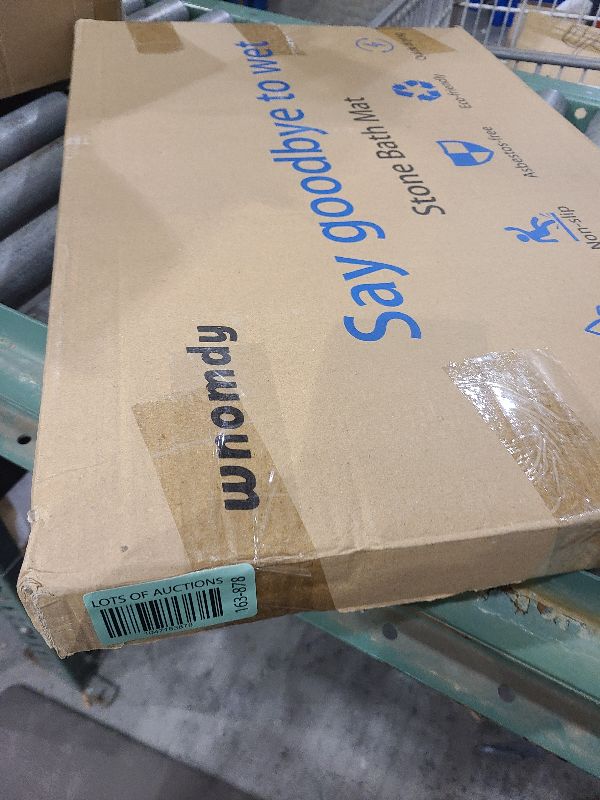 Say goodbye to wet
Stone Bath Mat
Eco-friendly
Asbestos-free
Non-slip
wnomdy
LOTS OF AUCTIONS
163-878